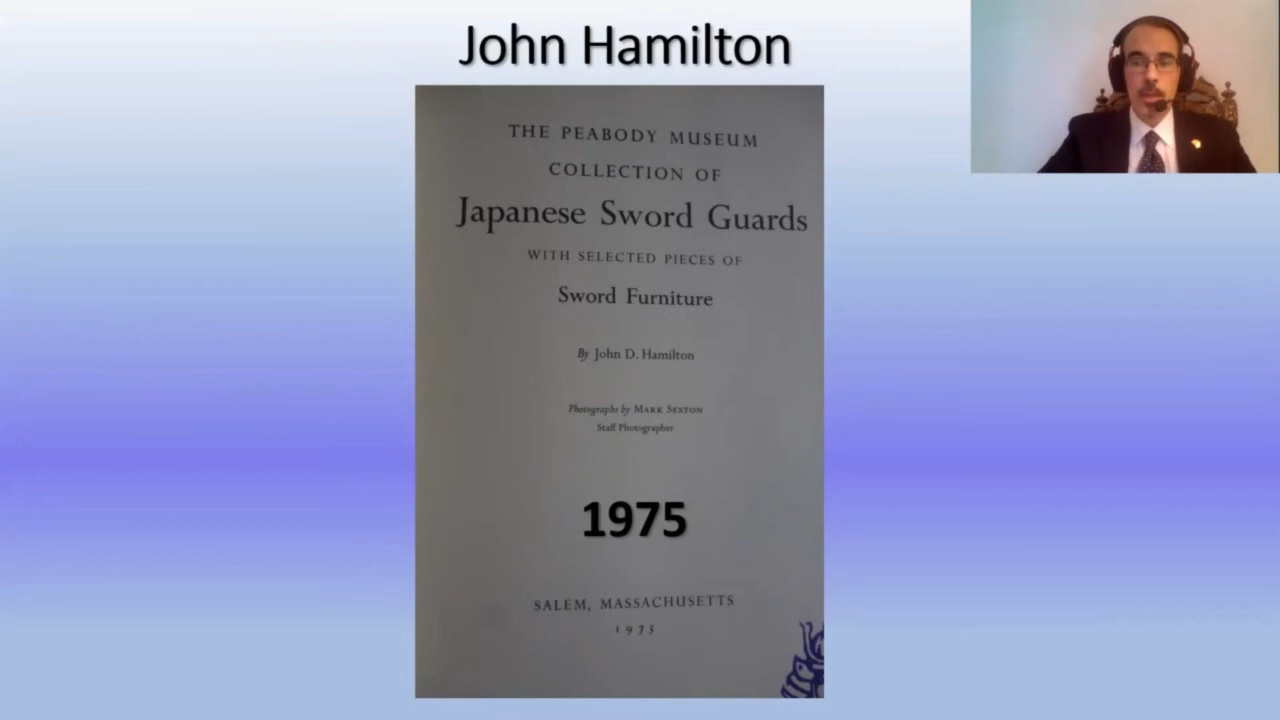 John Hamilton
THE PEABODY MUSEUM
COLLECTION OF
Japanese Sword Guards
WITH SELECTED PIECES OF
Sword Furniture
By John D. Hamilton
Photographs by MARK SEXTON
Staff Photographer
1975
SALEM, MASSACHUSETTS
1975